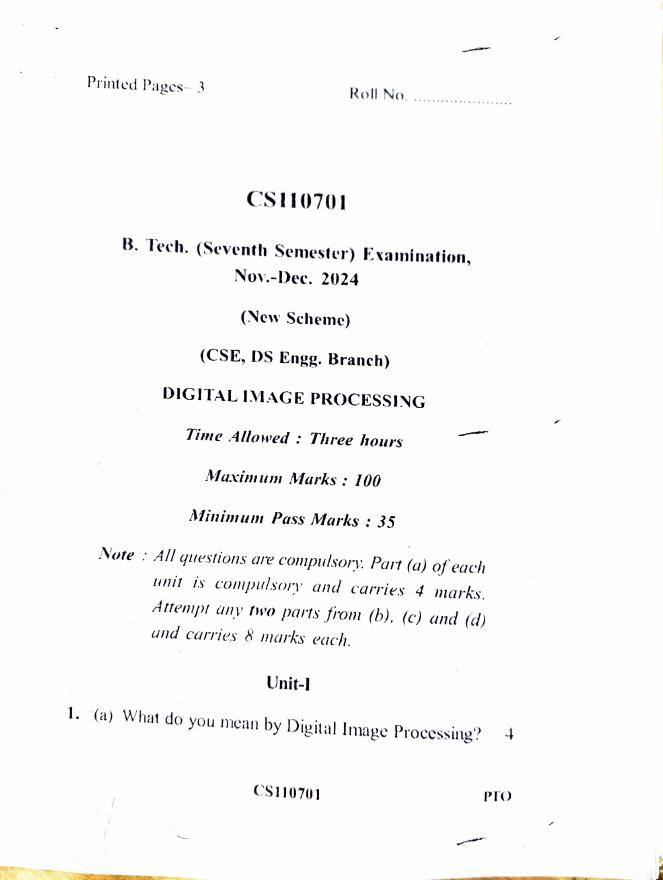 Printed Pages– 3
Roll No. ......................
CS110701
B. Tech. (Seventh Semester) Examination,
Nov.-Dec. 2024
(New Scheme)
(CSE, DS Engg. Branch)
DIGITAL IMAGE PROCESSING
Time Allowed : Three hours
Maximum Marks : 100
Minimum Pass Marks : 35
Note : All questions are compulsory. Part (a) of each
unit is compulsory and carries 4 marks.
Attempt any two parts from (b), (c) and (d)
and carries 8 marks each.
Unit-I
1. (a) What do you mean by Digital Image Processing? 4
CS110701
PTO